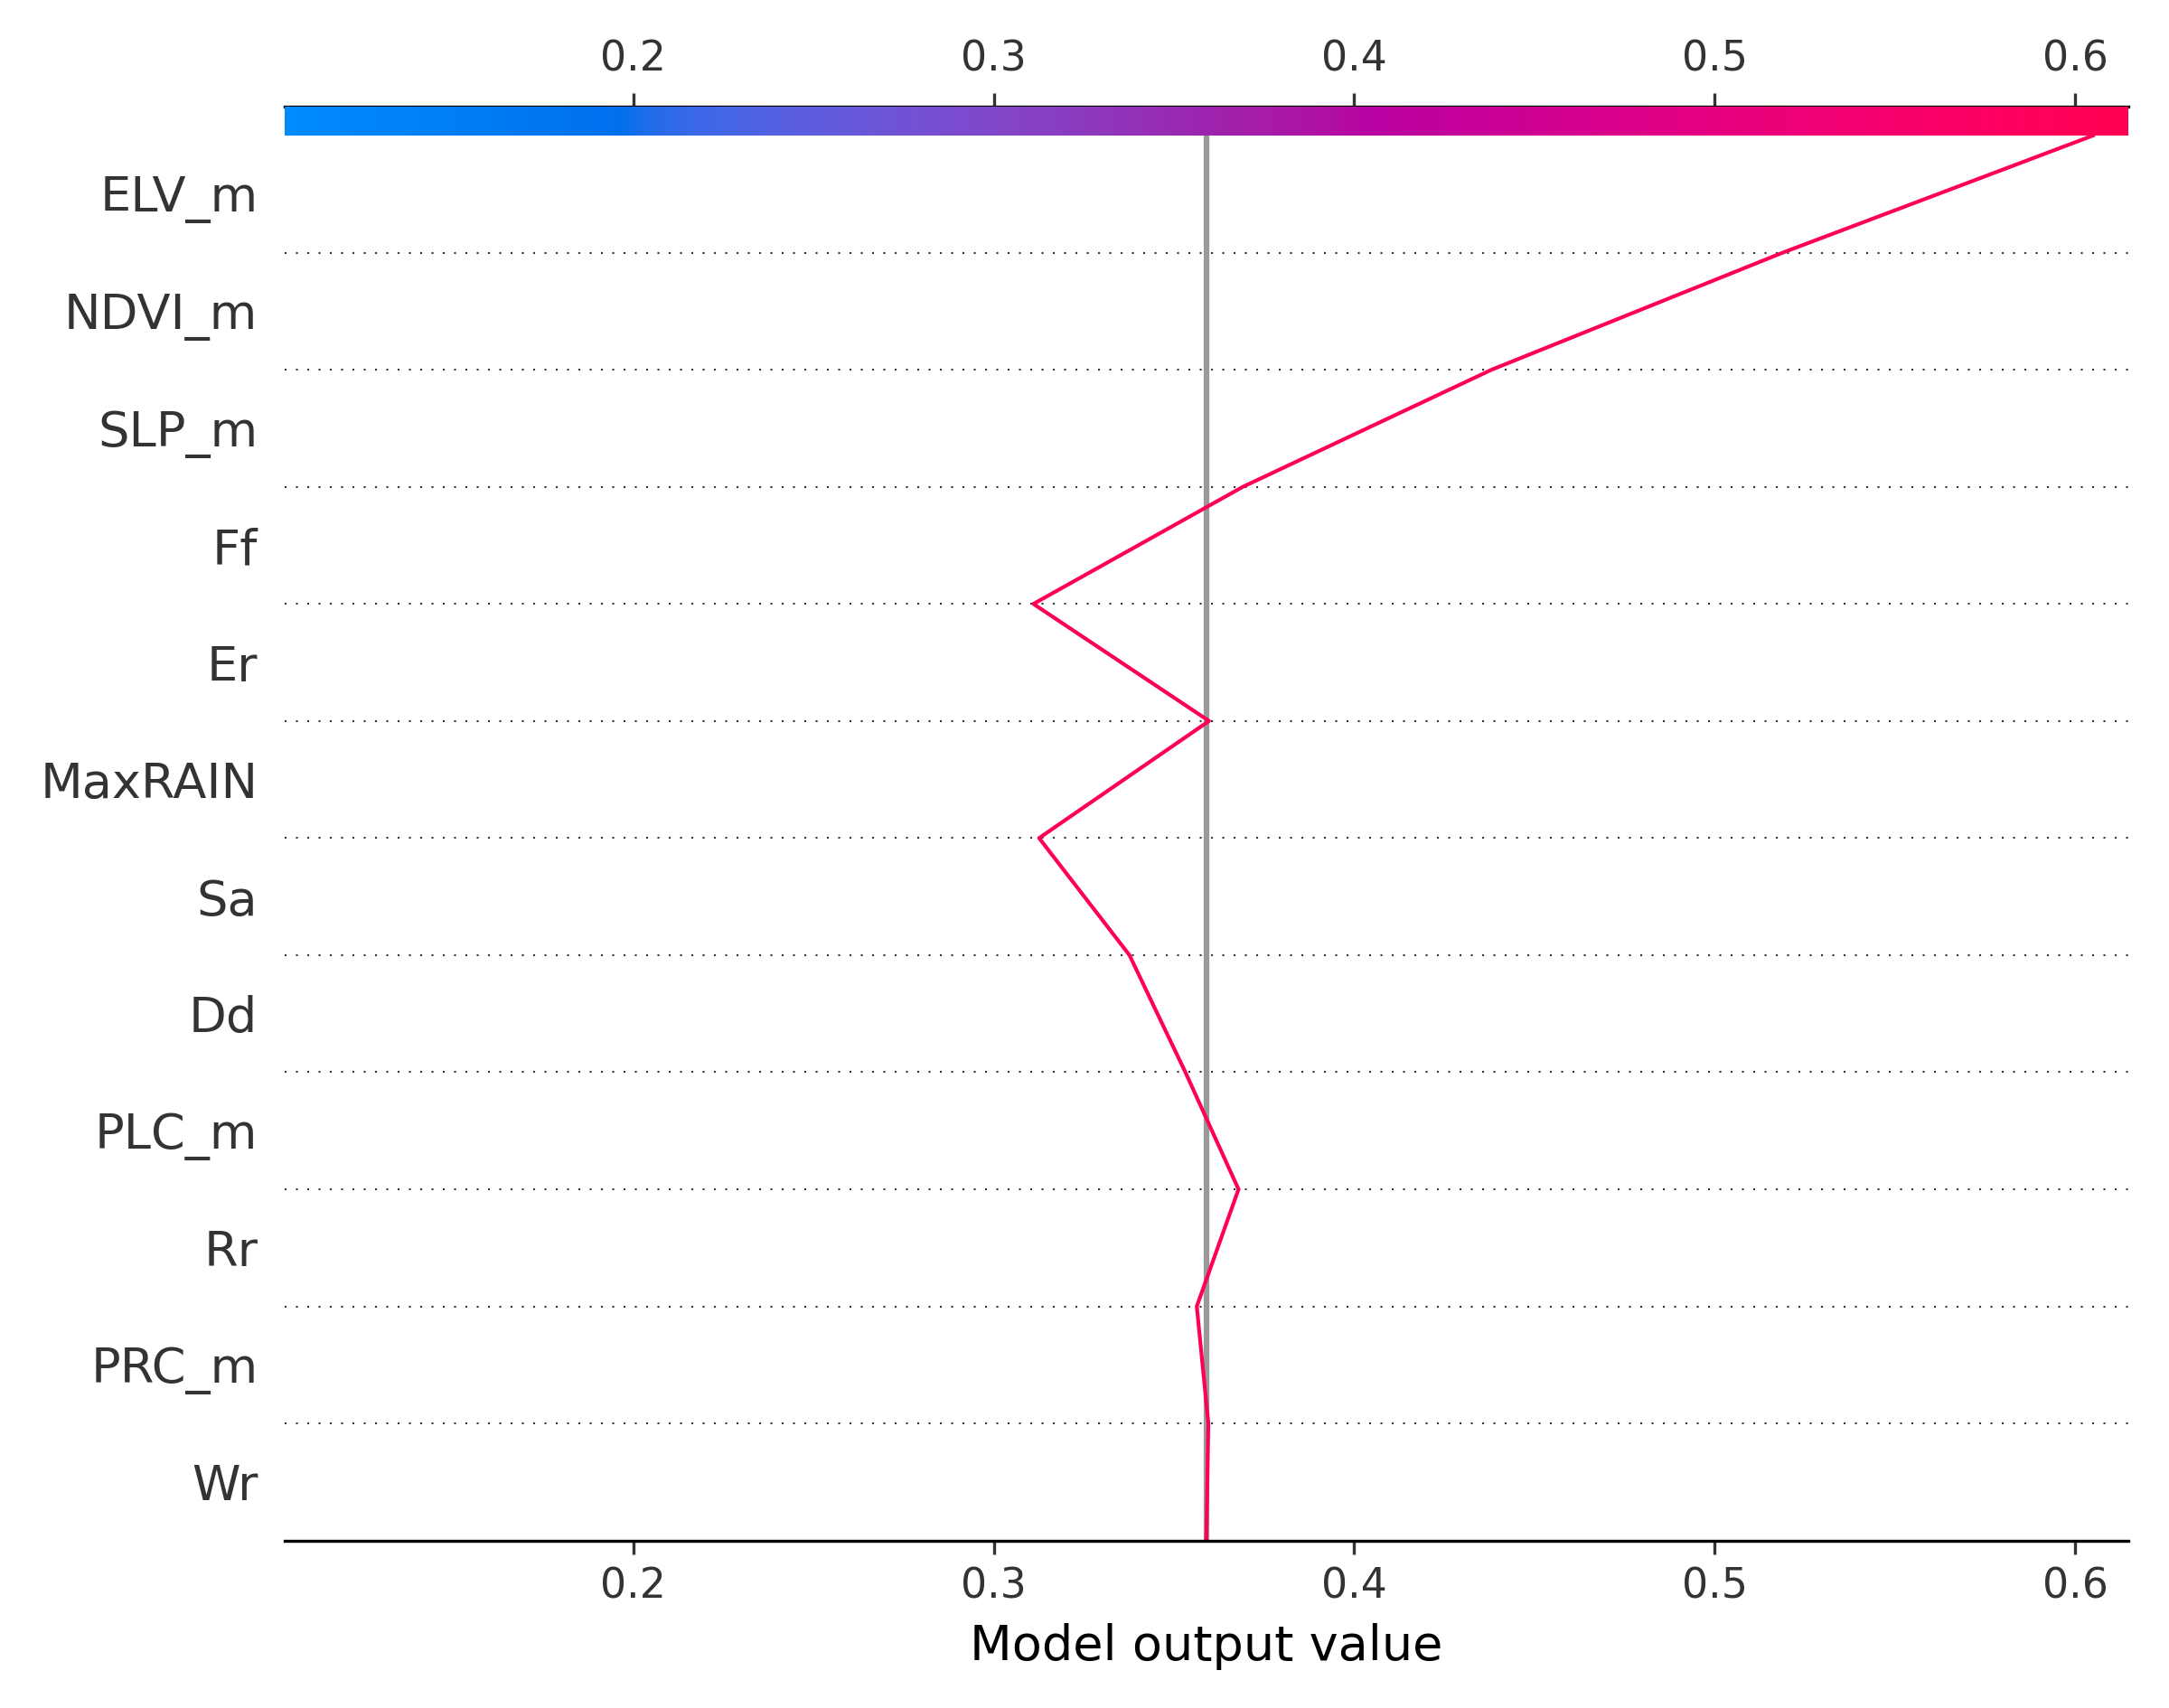 0.2 0.3 0.4 0.5 0.6
ELV_m
NDVI_m
SLP_m
Ff
Er
MaxRAIN
Sa
Dd
PLC_m
Rr
PRC_m
Wr
0.2 0.3 0.4 0.5 0.6
Model output value